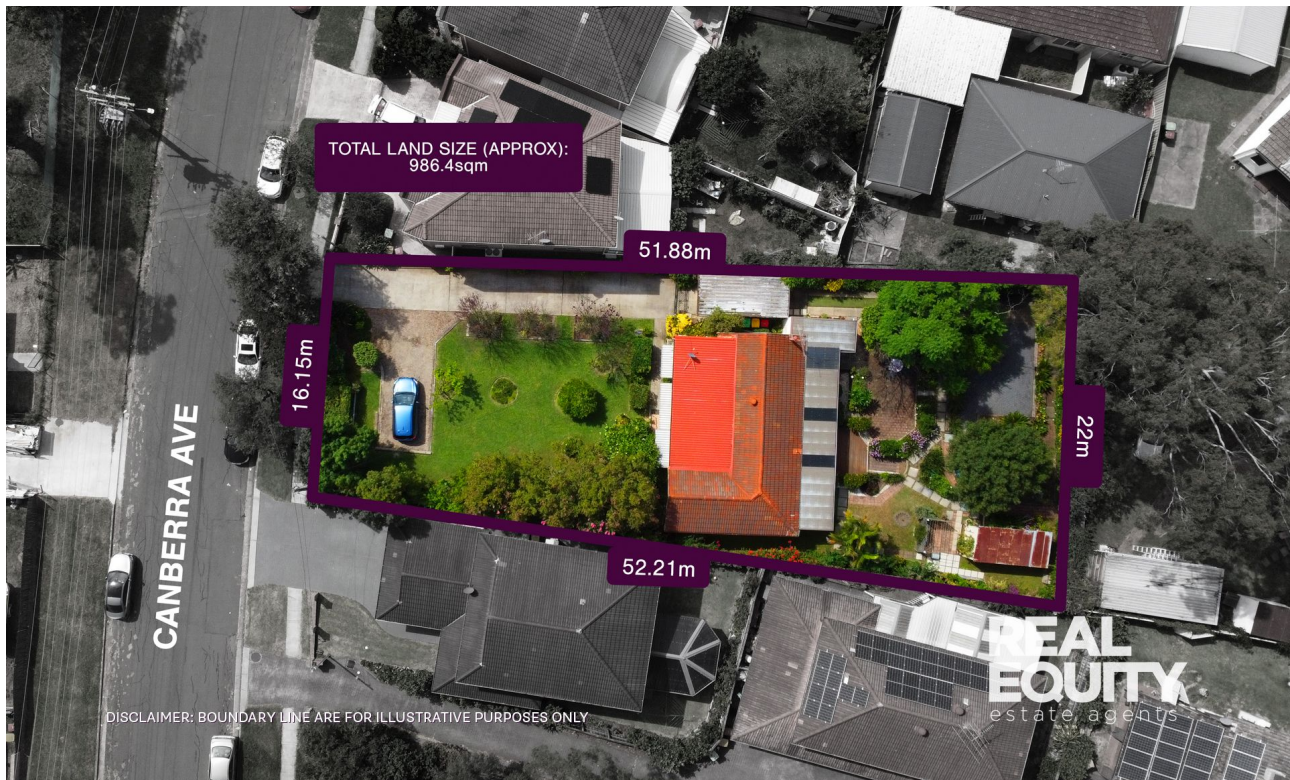 TOTAL LAND SIZE (APPROX):
986.4sqm
51.88m
16.15m
22m
CANBERRA AVE
52.21m
REAL
EQUITY
estate agents
DISCLAIMER: BOUNDARY LINE ARE FOR ILLUSTRATIVE PURPOSES ONLY